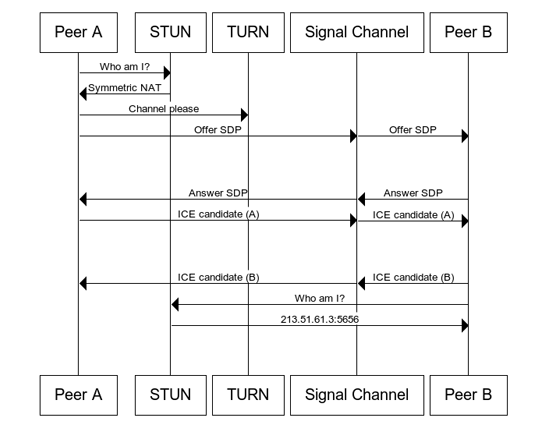 Peer A
STUN
TURN
Signal Channel
Peer B
Who am I?
Symmetric NAT
Channel please
Offer SDP
Offer SDP
Answer SDP
Answer SDP
ICE candidate (A)
ICE candidate (A)
ICE candidate (B)
ICE candidate (B)
Who am I?
213.51.61.3:5656
Peer A
STUN
TURN
Signal Channel
Peer B